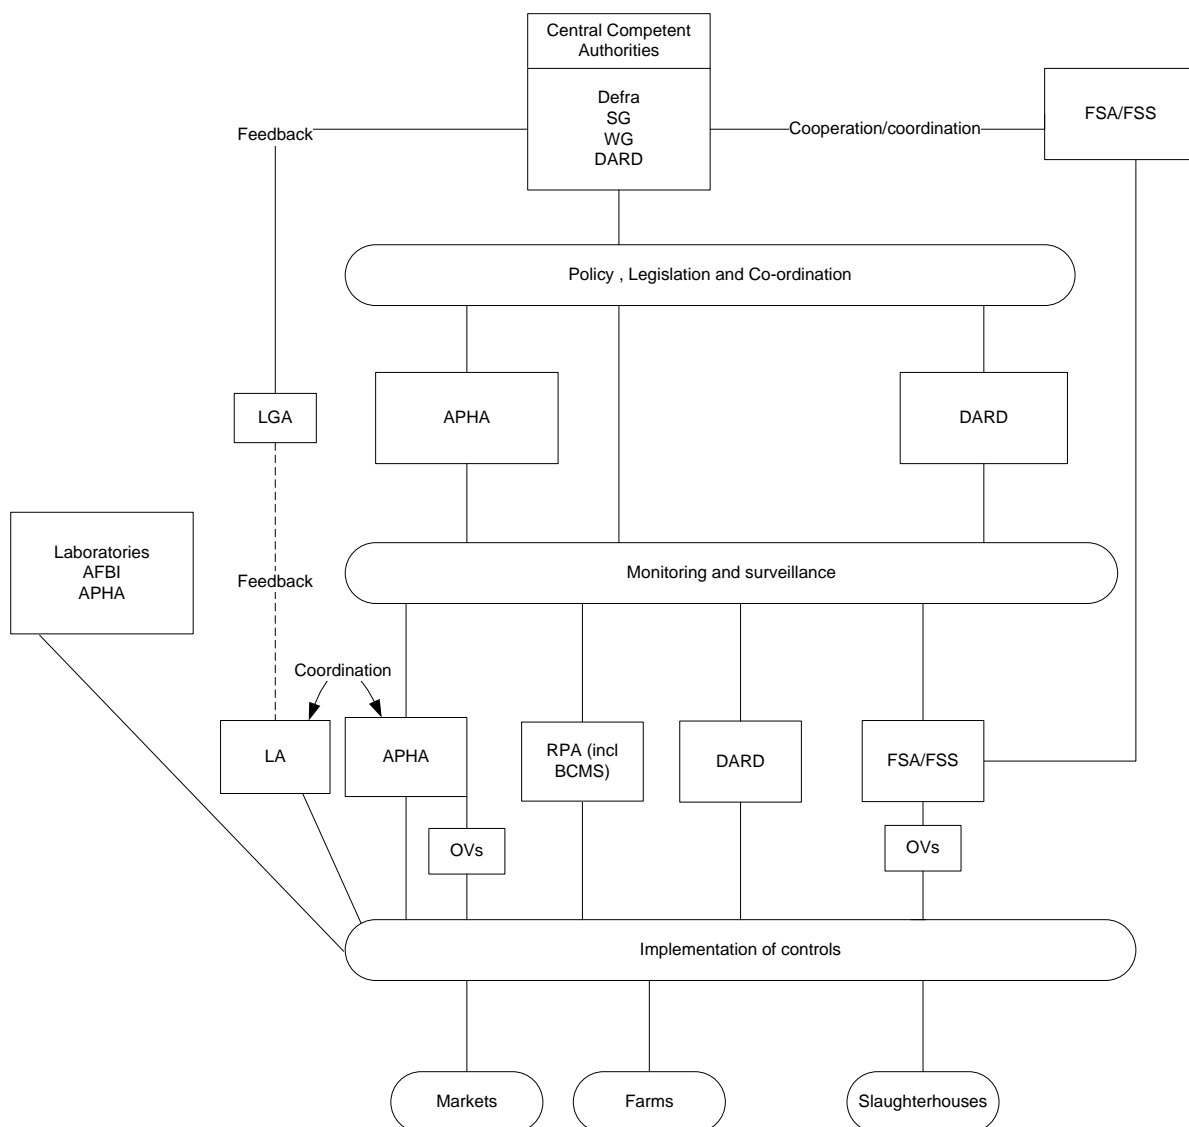 Central Competent
Authorities
Defra
SG
WG
DARD
Feedback
Cooperation/coordination
FSA/FSS
Policy , Legislation and Co-ordination
LGA
APHA
DARD
Laboratories
AFBI
APHA
Feedback
Monitoring and surveillance
Coordination
LA
APHA
RPA (incl
BCMS)
DARD
FSA/FSS
OVs
OVs
Implementation of controls
Markets
Farms
Slaughterhouses